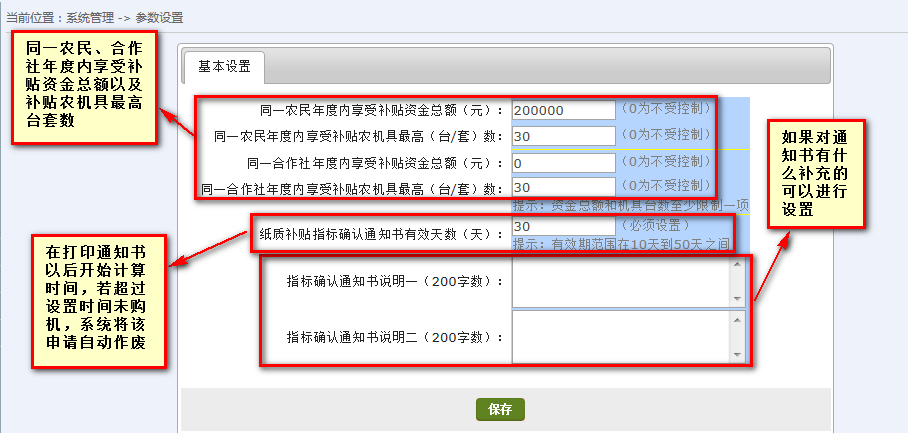 当前位置：系统管理 -> 参数设置
同一农民、合作
社年度内享受补
贴资金总额以及
补贴农机具最高
台套数
基本设置
同一农民年度内享受补贴资金总额（元）： 200000 （0为不受控制）
同一农民年度内享受补贴农机具最高（台/套）数： 30 （0为不受控制）
同一合作社年度内享受补贴资金总额（元）： 0 （0为不受控制）
同一合作社年度内享受补贴农机具最高（台/套）数： 30 （0为不受控制）
提示：资金总额和机具台数至少限制一项
纸质补贴指标确认通知书有效天数（天）： 30 （必须设置）
提示：有效期范围在10天到50天之间
指标确认通知书说明一（200字数）：
指标确认通知书说明二（200字数）：
保存
如果对通
知书有什
么补充的
可以进行
设置
在打印通知书
以后开始计算
时间，若超过
设置时间未购
机，系统将该
申请自动作废